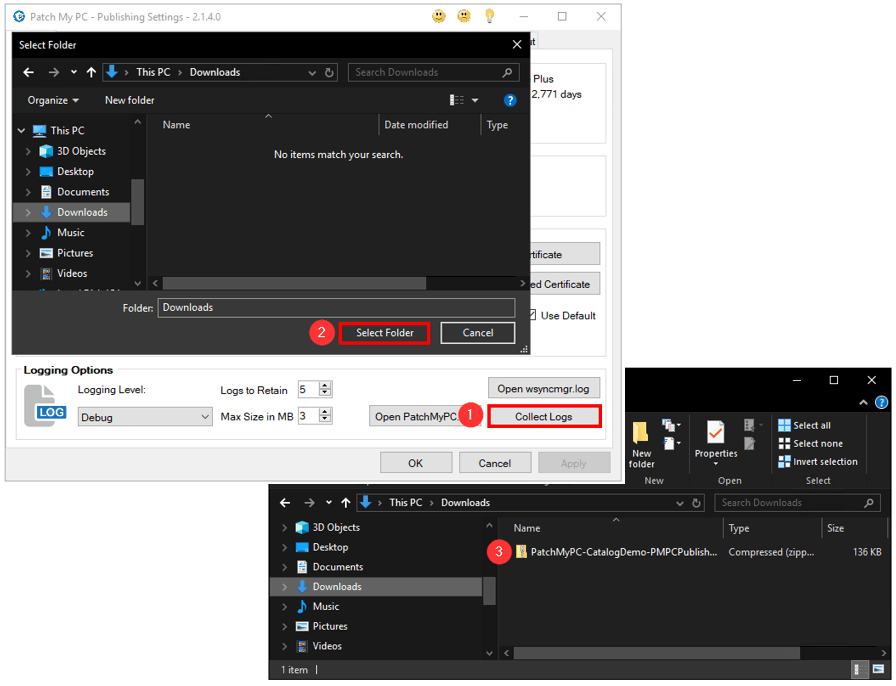 Patch My PC - Publishing Settings - 2.1.4.0
Select Folder
This PC > Downloads
Search Downloads
Organize
New folder
Name
Date modified
Type
No items match your search.
This PC
3D Objects
Desktop
Documents
Downloads
Music
Pictures
Videos
Folder:
Downloads
2
Select Folder
Cancel
Plus
2,771 days
rtificate
ed Certificate
Use Default
Logging Options
LOG
Logging Level:
Debug
Logs to Retain
5
Max Size in MB
3
Open wsyncmgr.log
Open PatchMyPC.
1
Collect Logs
OK
Cancel
Apply
New
folder
New
Properties
Open
Select all
Select none
Invert selection
Select
This PC > Downloads
Search Downloads
3D Objects
Desktop
Documents
Downloads
Music
Pictures
Videos
Name
Type
Size
3
PatchMyPC-CatalogDemo-PMPCPublish...
Compressed (zipp...
136 KB
1 item